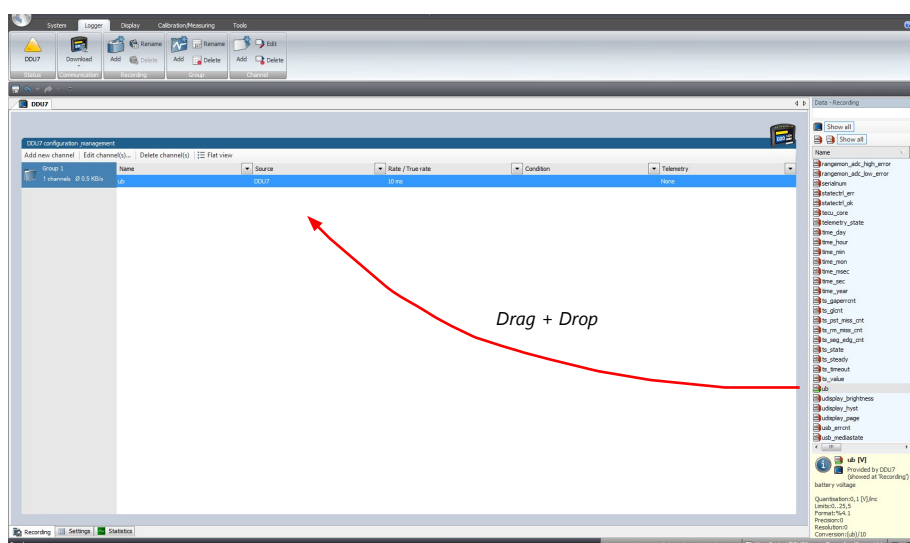 System Logger Display Calibration/Measuring Tools
DDU7 Download Add Rename Delete Add Rename Delete Add Edit Delete
Status Communication Recording Group Channel
DDU7
Data - Recording
Show all
Show all
DDU7 configuration management
Add new channel Edit channel(s)... Delete channel(s) Flat view
Group 1
1 channels Ø 0,5 KB/s
Name Source Rate / True rate Condition Telemetry
ub DDU7 10 ms None
Drag + Drop
Name
rangemon_adc_high_error
rangemon_adc_low_error
serialnum
statectrl_err
statectrl_ok
tecu_core
telemetry_state
time_day
time_hour
time_min
time_mon
time_msec
time_sec
time_year
ts_gaperrcnt
ts_glcnt
ts_pst_miss_cnt
ts_rm_miss_cnt
ts_seg_edg_cnt
ts_state
ts_steady
ts_timeout
ts_value
ub
udisplay_brightness
udisplay_hyst
udisplay_page
usb_errcnt
usb_mediastate
ub [V]
Provided by DDU7
(showed at 'Recording')
battery voltage
Quantisation:0,1 [V]/inc
Limits:0..25,5
Format:%4.1
Precision:0
Resolution:0
Conversion:(ub)/10
Recording Settings Statistics